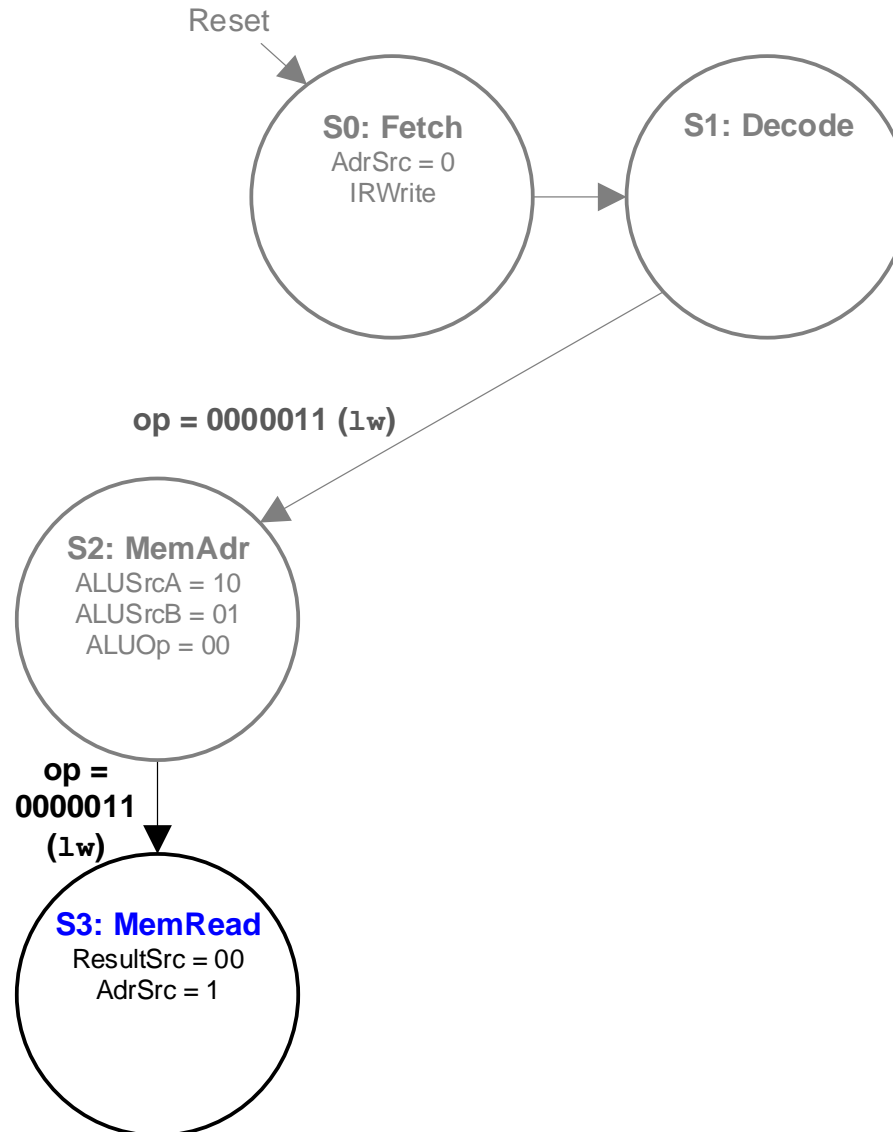 Reset
S0: Fetch
AdrSrc = 0
IRWrite
S1: Decode
op = 0000011 (lw)
S2: MemAdr
ALUSrcA = 10
ALUSrcB = 01
ALUOp = 00
op =
0000011
(lw)
S3: MemRead
ResultSrc = 00
AdrSrc = 1